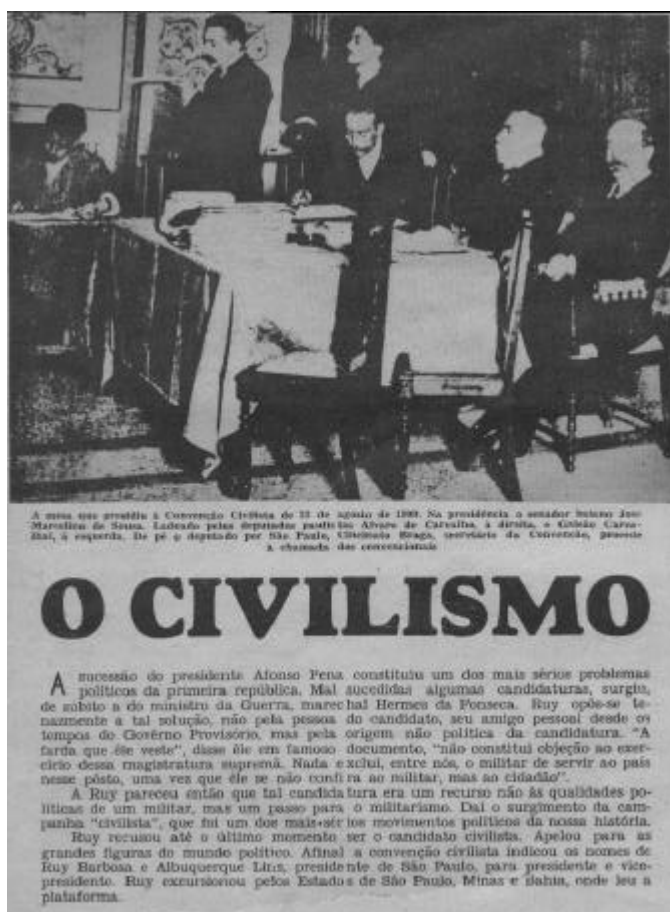 A mesa que presidiu à Convenção Civilista de 22 de agosto de 1909. Na presidência o senador baiano José
Marcelino de Sousa. Ladeado pelos deputados paulistas Alvaro de Carvalho, à direita, e Galeão Carva-
lhal, à esquerda. De pé o deputado por São Paulo, Cincinato Braga, secretário da Convenção, procede
à chamada dos convencionais
O CIVILISMO
A sucessão do presidente Afonso Pena constituiu um dos mais sérios problemas
políticos da primeira república. Mal sucedidas algumas candidaturas, surgiu,
de súbito a do ministro da Guerra, marechal Hermes da Fonseca. Ruy opôs-se te-
nazmente a tal solução, não pela pessoa do candidato, seu amigo pessoal desde os
tempos do Govêrno Provisório, mas pela origem não política da candidatura. "A
farda que êle veste", disse êle em famoso documento, "não constitui objeção ao exer-
cício dessa magistratura suprema. Nada exclui, entre nós, o militar de servir ao país
nesse pôsto, uma vez que êle se não confira ao militar, mas ao cidadão".
A Ruy pareceu então que tal candidatura era um recurso não às qualidades po-
líticas de um militar, mas um passo para o militarismo. Daí o surgimento da cam-
panha "civilista", que foi um dos mais sérios movimentos políticos da nossa história.
Ruy recusou até o último momento ser o candidato civilista. Apelou para as
grandes figuras do mundo político. Afinal a convenção civilista indicou os nomes de
Ruy Barbosa e Albuquerque Lins, presidente de São Paulo, para presidente e vice-
presidente. Ruy excursionou pelos Estados de São Paulo, Minas e Bahia, onde leu a
plataforma.